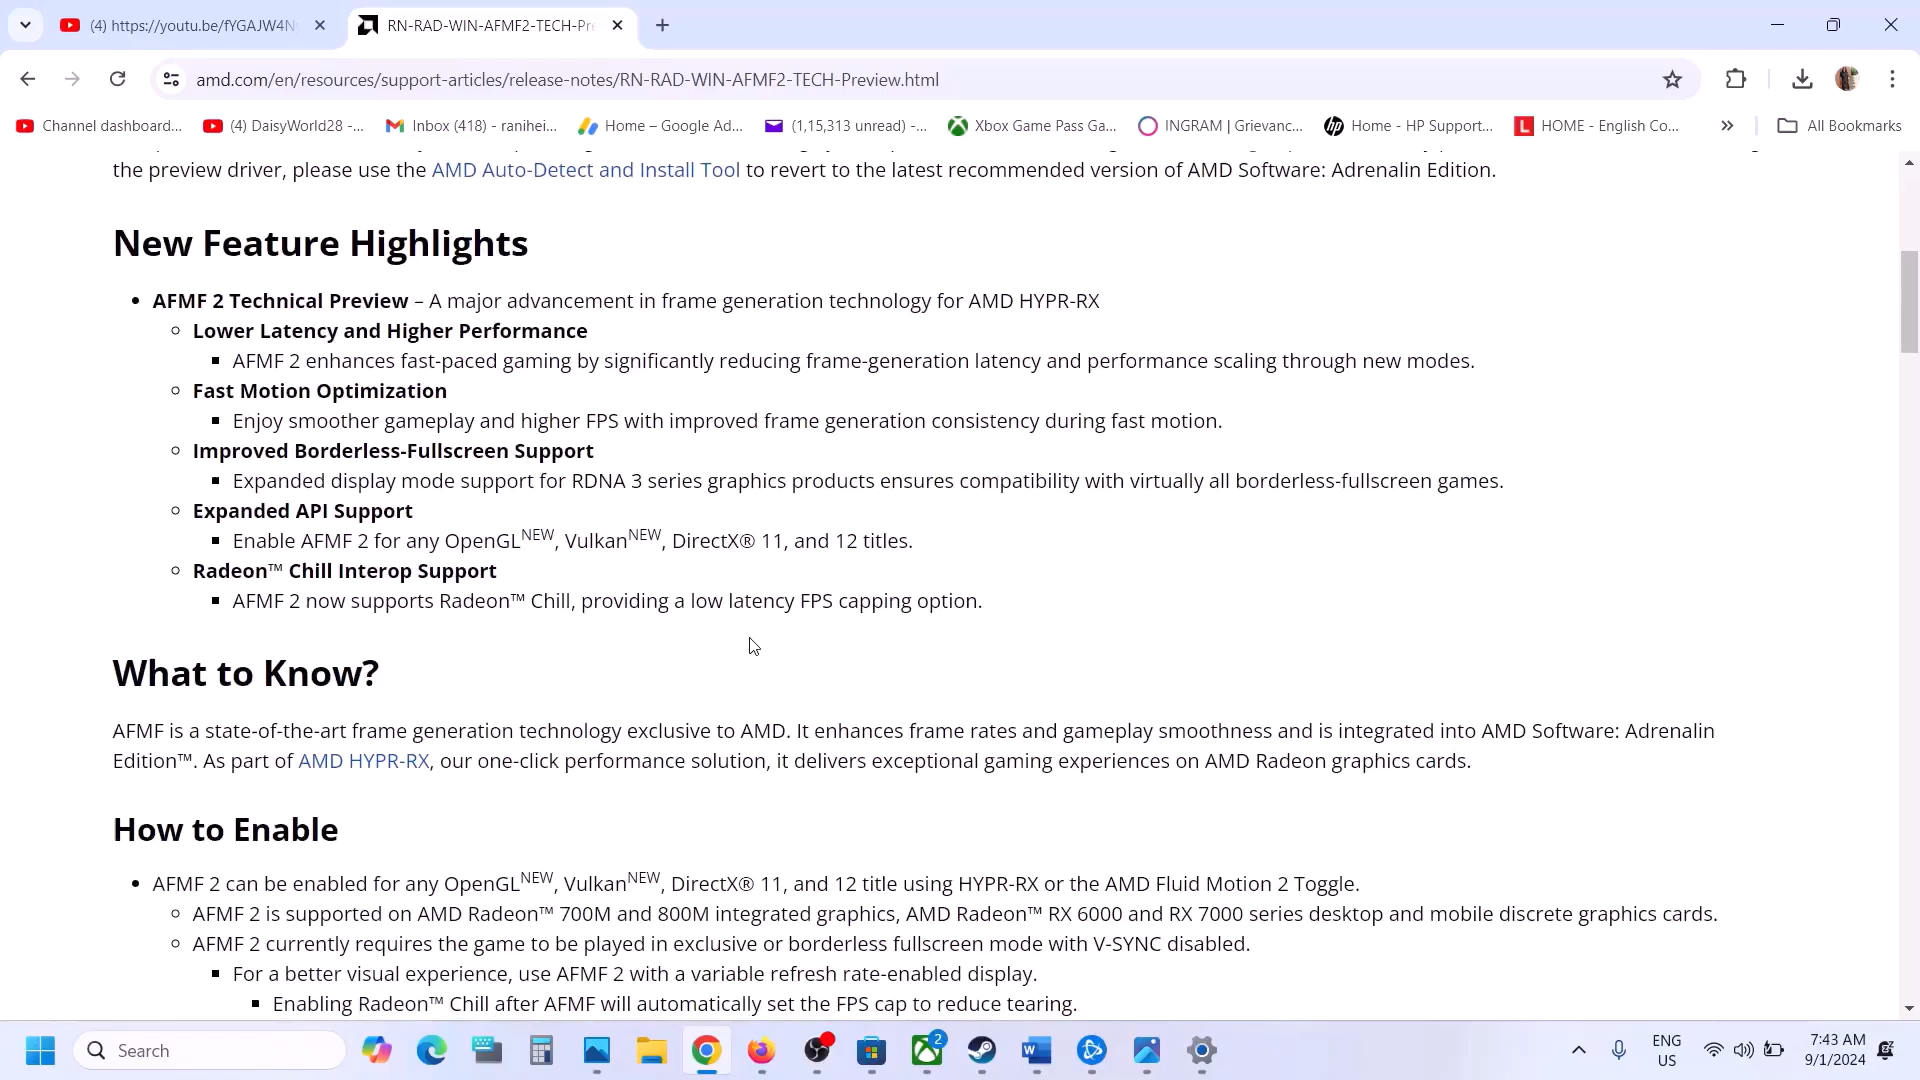 (4) https://youtu.be/fYGAJW4N
RN-RAD-WIN-AFMF2-TECH-Pre
amd.com/en/resources/support-articles/release-notes/RN-RAD-WIN-AFMF2-TECH-Preview.html
Channel dashboard...
(4) DaisyWorld28 -...
Inbox (418) - ranihei...
Home – Google Ad...
(1,15,313 unread) -...
Xbox Game Pass Ga...
INGRAM | Grievanc...
Home - HP Support...
HOME - English Co...
»
All Bookmarks
the preview driver, please use the AMD Auto-Detect and Install Tool to revert to the latest recommended version of AMD Software: Adrenalin Edition.
New Feature Highlights
• AFMF 2 Technical Preview – A major advancement in frame generation technology for AMD HYPR-RX
Lower Latency and Higher Performance
AFMF 2 enhances fast-paced gaming by significantly reducing frame-generation latency and performance scaling through new modes.
Fast Motion Optimization
Enjoy smoother gameplay and higher FPS with improved frame generation consistency during fast motion.
Improved Borderless-Fullscreen Support
Expanded display mode support for RDNA 3 series graphics products ensures compatibility with virtually all borderless-fullscreen games.
Expanded API Support
Enable AFMF 2 for any OpenGLNEW, VulkanNEW, DirectX® 11, and 12 titles.
Radeon™ Chill Interop Support
AFMF 2 now supports Radeon™ Chill, providing a low latency FPS capping option.
What to Know?
AFMF is a state-of-the-art frame generation technology exclusive to AMD. It enhances frame rates and gameplay smoothness and is integrated into AMD Software: Adrenalin
Edition™. As part of AMD HYPR-RX, our one-click performance solution, it delivers exceptional gaming experiences on AMD Radeon graphics cards.
How to Enable
• AFMF 2 can be enabled for any OpenGLNEW, VulkanNEW, DirectX® 11, and 12 title using HYPR-RX or the AMD Fluid Motion 2 Toggle.
AFMF 2 is supported on AMD Radeon™ 700M and 800M integrated graphics, AMD Radeon™ RX 6000 and RX 7000 series desktop and mobile discrete graphics cards.
AFMF 2 currently requires the game to be played in exclusive or borderless fullscreen mode with V-SYNC disabled.
For a better visual experience, use AFMF 2 with a variable refresh rate-enabled display.
Enabling Radeon™ Chill after AFMF will automatically set the FPS cap to reduce tearing.
Search
2
ENG
US
7:43 AM
9/1/2024